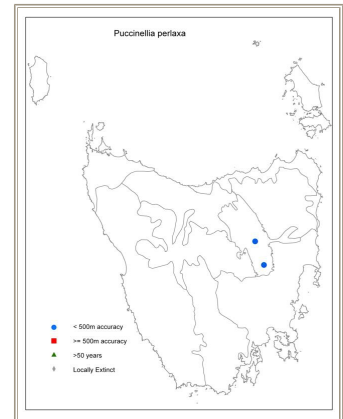 Puccinellia perlaxa
< 500m accuracy
>= 500m accuracy
>50 years
Locally Extinct